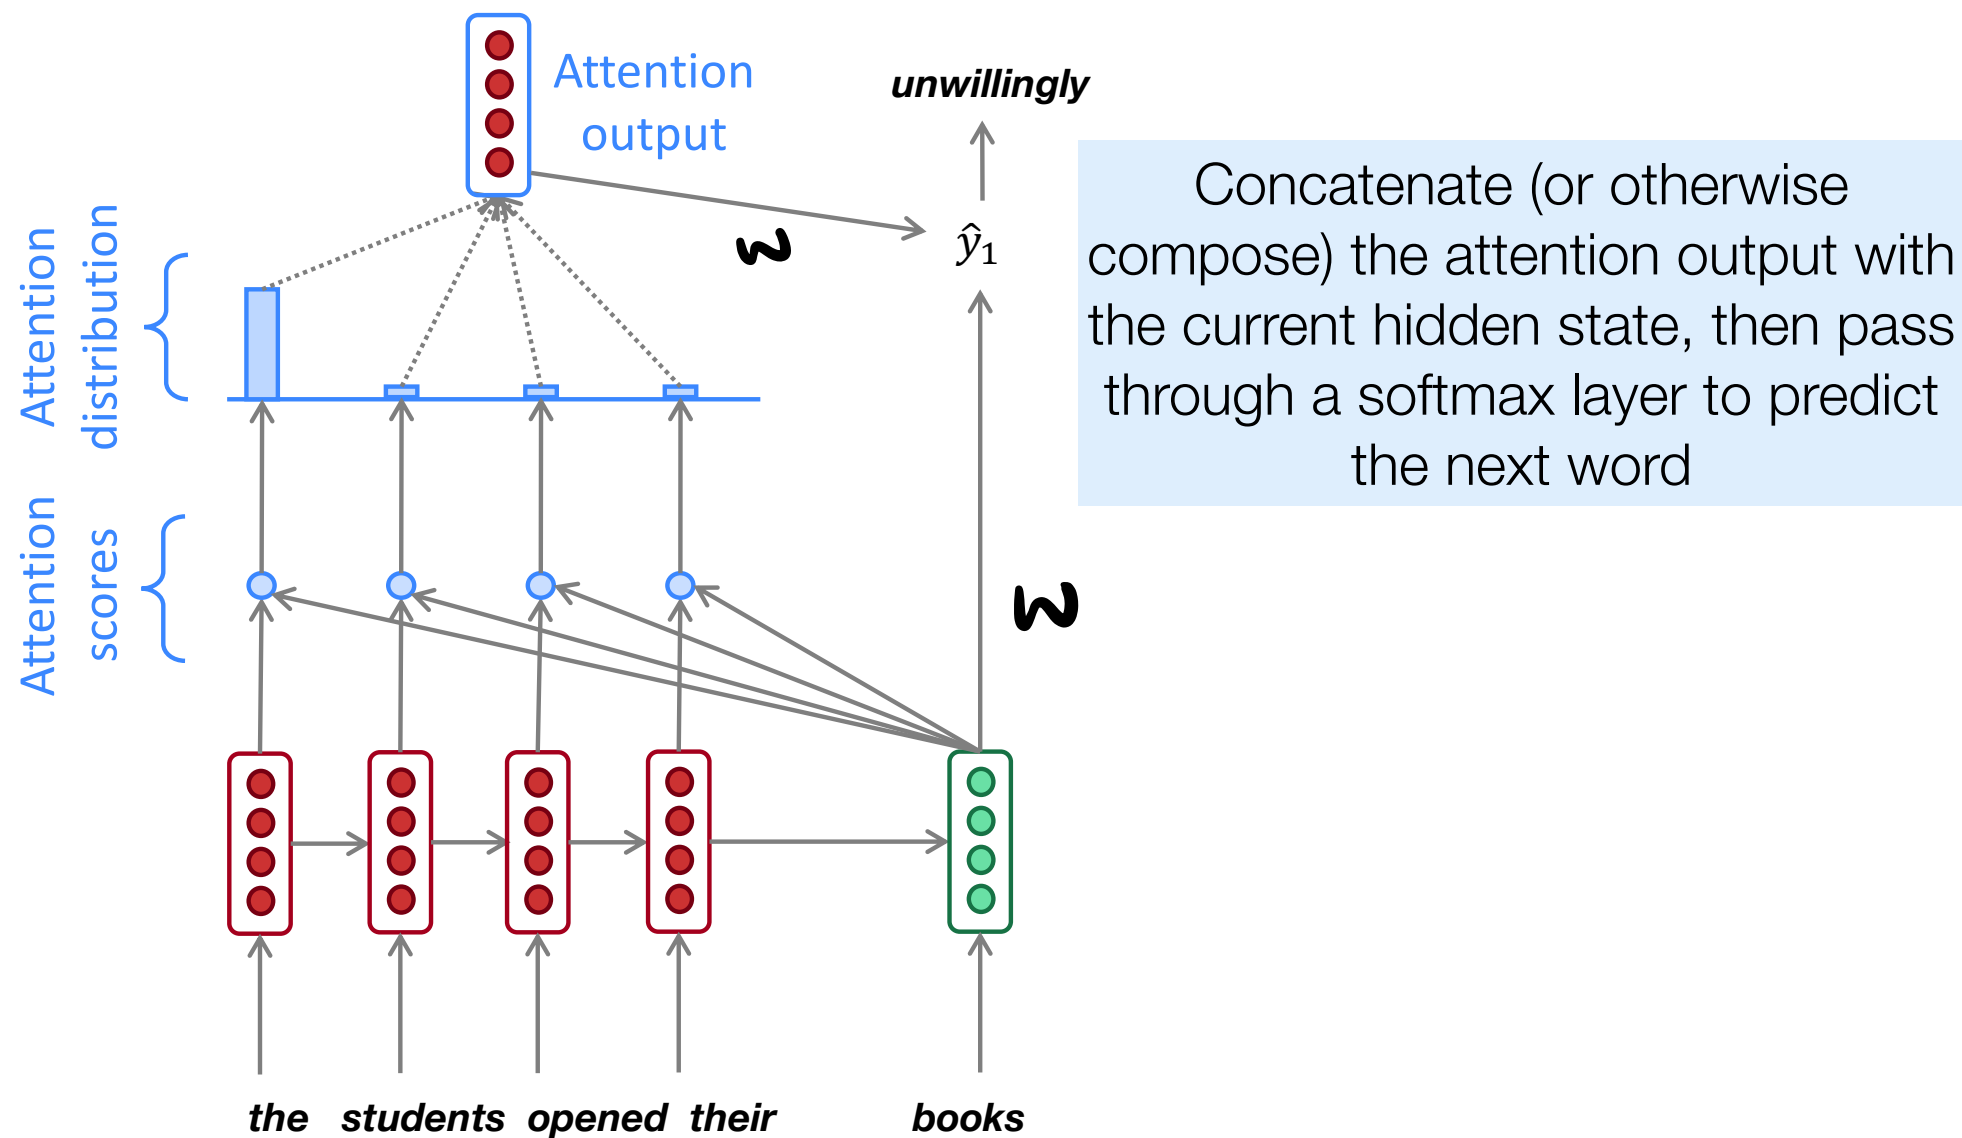 Attention
output
unwillingly
Concatenate (or otherwise
compose) the attention output with
the current hidden state, then pass
through a softmax layer to predict
the next word
ŷ₁
Attention
distribution
Attention
scores
the students opened their books